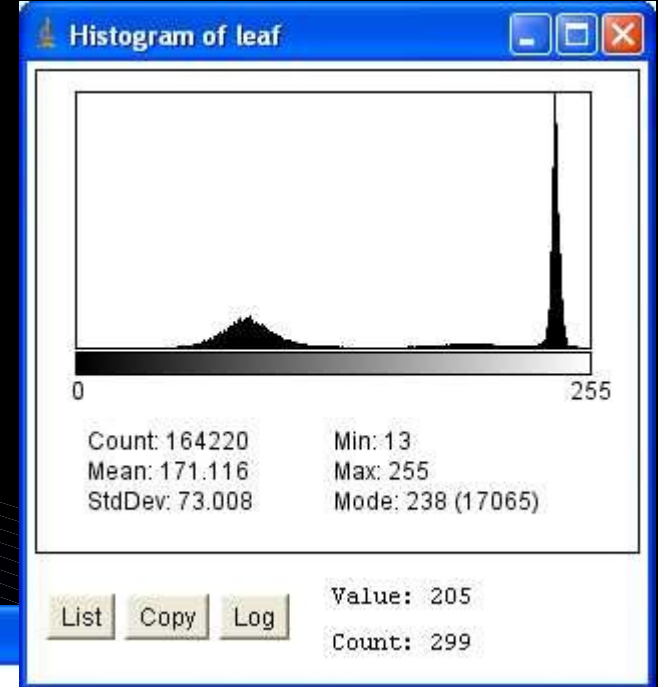 Histogram of leaf
0 255
Count: 164220 Min: 13
Mean: 171.116 Max: 255
StdDev: 73.008 Mode: 238 (17065)
List Copy Log Value: 205
Count: 299